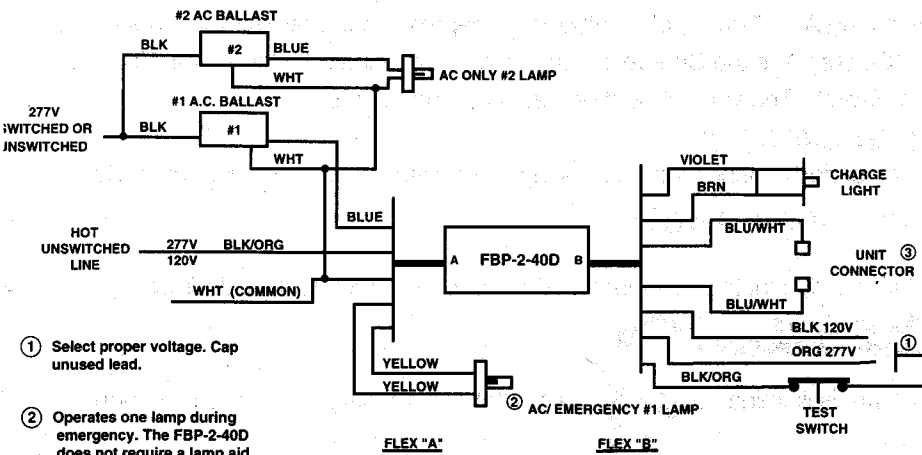 #2 AC BALLAST
BLK
#2
BLUE
WHT
AC ONLY #2 LAMP
#1 A.C. BALLAST
277V
SWITCHED OR
UNSWITCHED
BLK
#1
WHT
BLUE
HOT
UNSWITCHED
LINE
277V
120V
BLK/ORG
WHT (COMMON)
A
FBP-2-40D
B
VIOLET
BRN
CHARGE
LIGHT
BLU/WHT
UNIT ③
CONNECTOR
BLU/WHT
BLK 120V
ORG 277V
①
BLK/ORG
TEST
SWITCH
YELLOW
YELLOW
② AC/ EMERGENCY #1 LAMP
① Select proper voltage. Cap
unused lead.
② Operates one lamp during
emergency. The FBP-2-40D
does not require a lamp aid
FLEX "A"
FLEX "B"